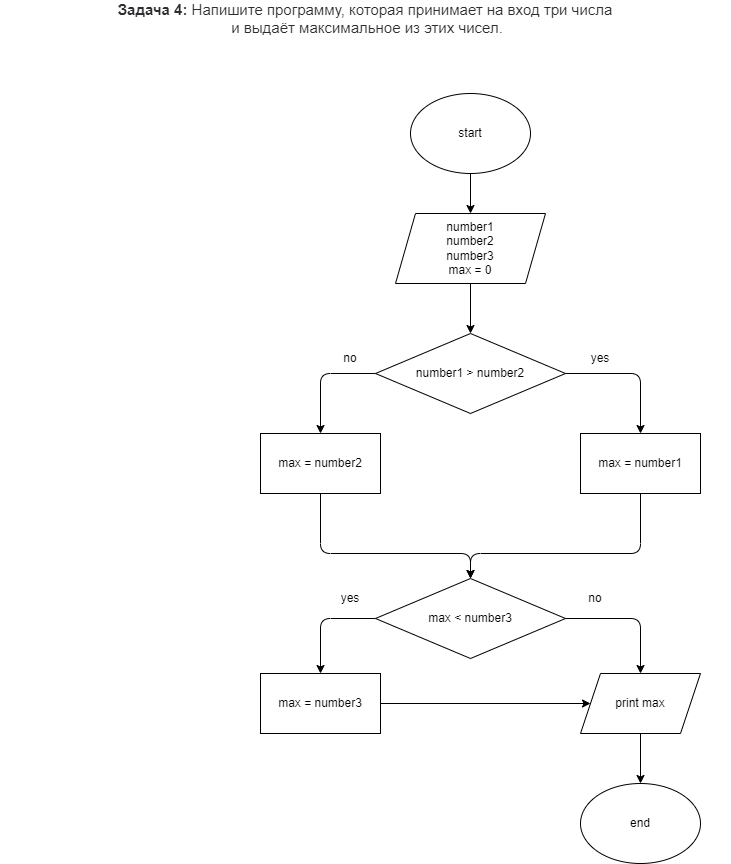 Задача 4: Напишите программу, которая принимает на вход три числа
и выдаёт максимальное из этих чисел.
start
number1
number2
number3
max = 0
no
yes
number1 > number2
max = number2
max = number1
yes
no
max < number3
max = number3
print max
end